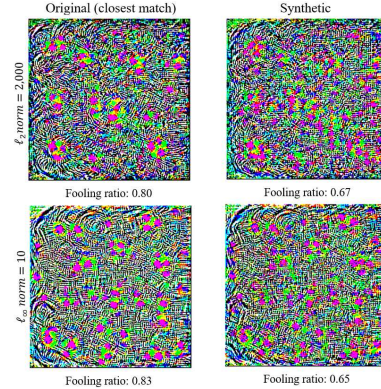 Original (closest match)
Synthetic
ℓ₂ norm = 2,000
Fooling ratio: 0.80
Fooling ratio: 0.67
ℓ∞ norm = 10
Fooling ratio: 0.83
Fooling ratio: 0.65